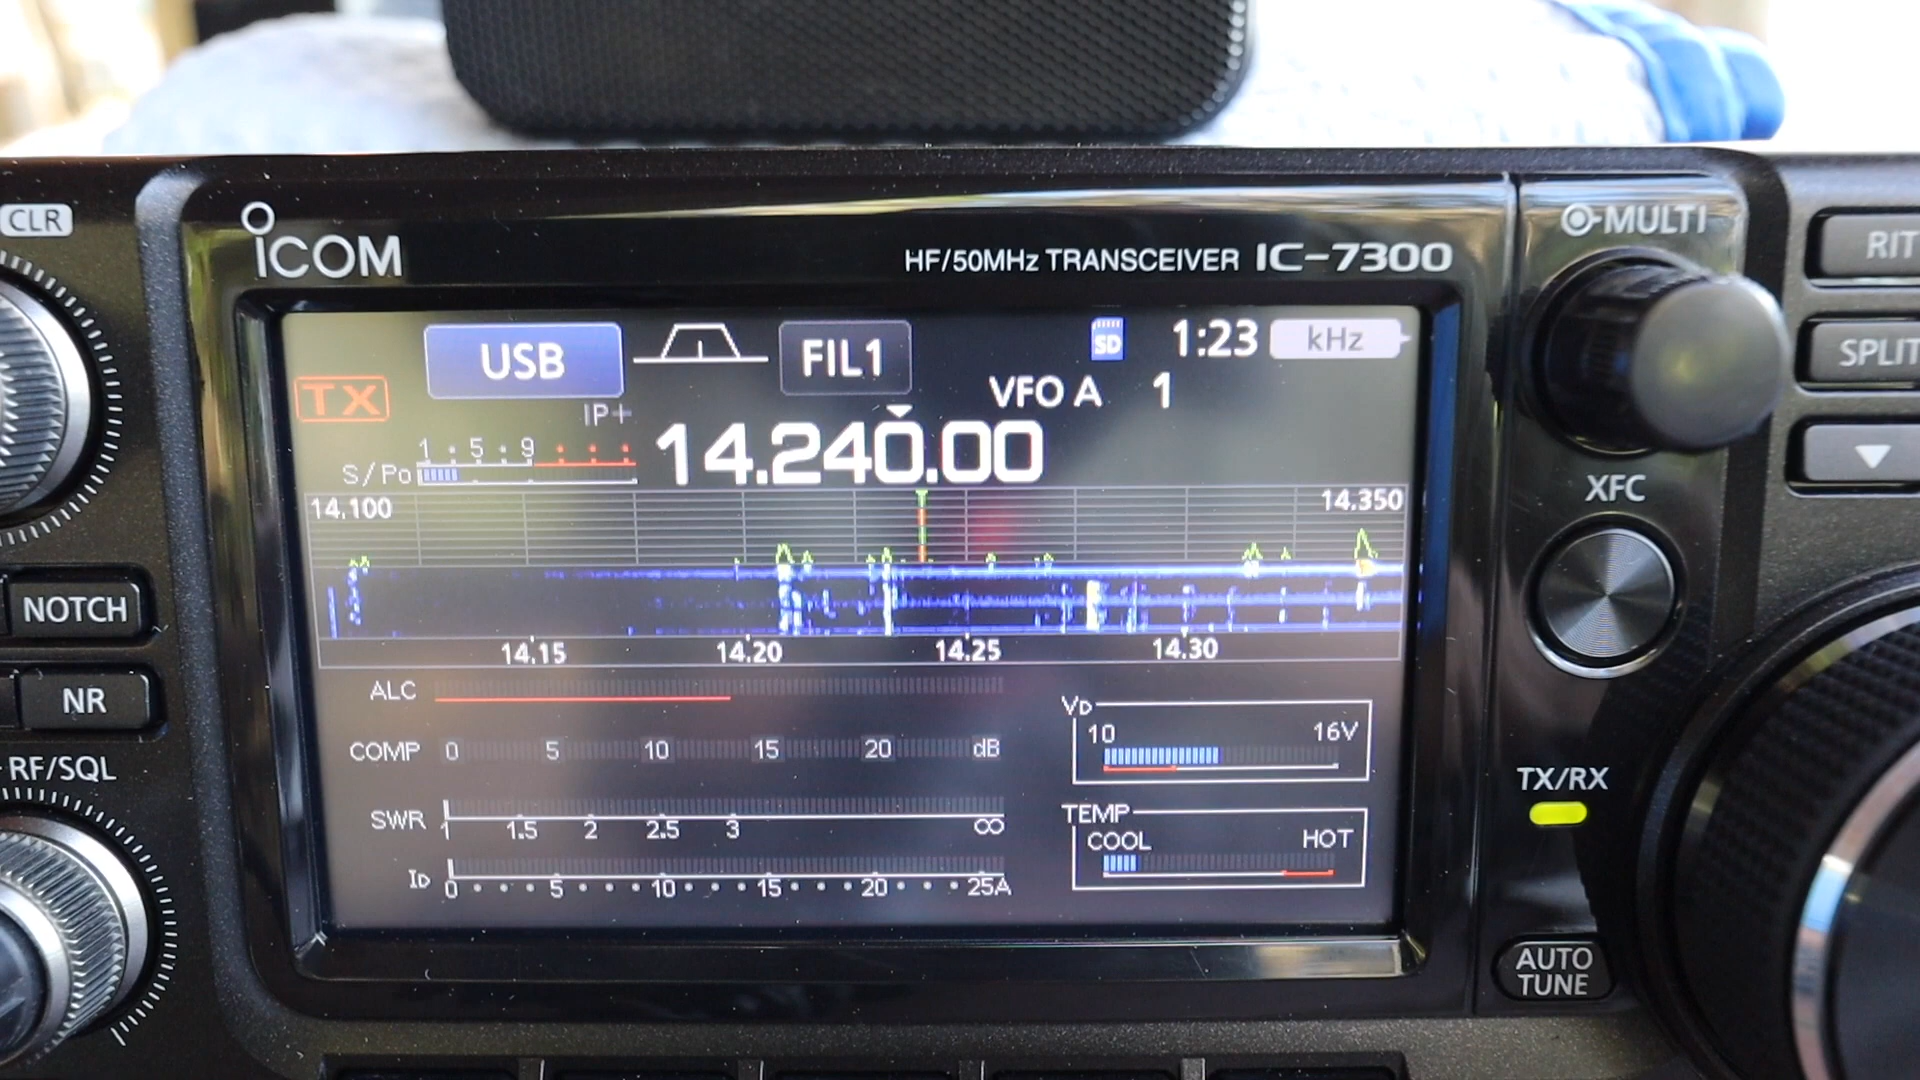 CLR
ICOM
HF/50MHz TRANSCEIVER IC-7300
MULTI
RIT
SPLIT
TX
USB
FIL1
SD
1:23
kHz
IP+
VFO A 1
1 5 9
S/Po
14.240.00
14.100
14.350
14.15 14.20 14.25 14.30
ALC
COMP 0 5 10 15 20 dB
SWR 1 1.5 2 2.5 3 ∞
ID 0 5 10 15 20 25A
VD
10 16V
TEMP
COOL HOT
XFC
TX/RX
AUTO
TUNE
NOTCH
NR
RF/SQL